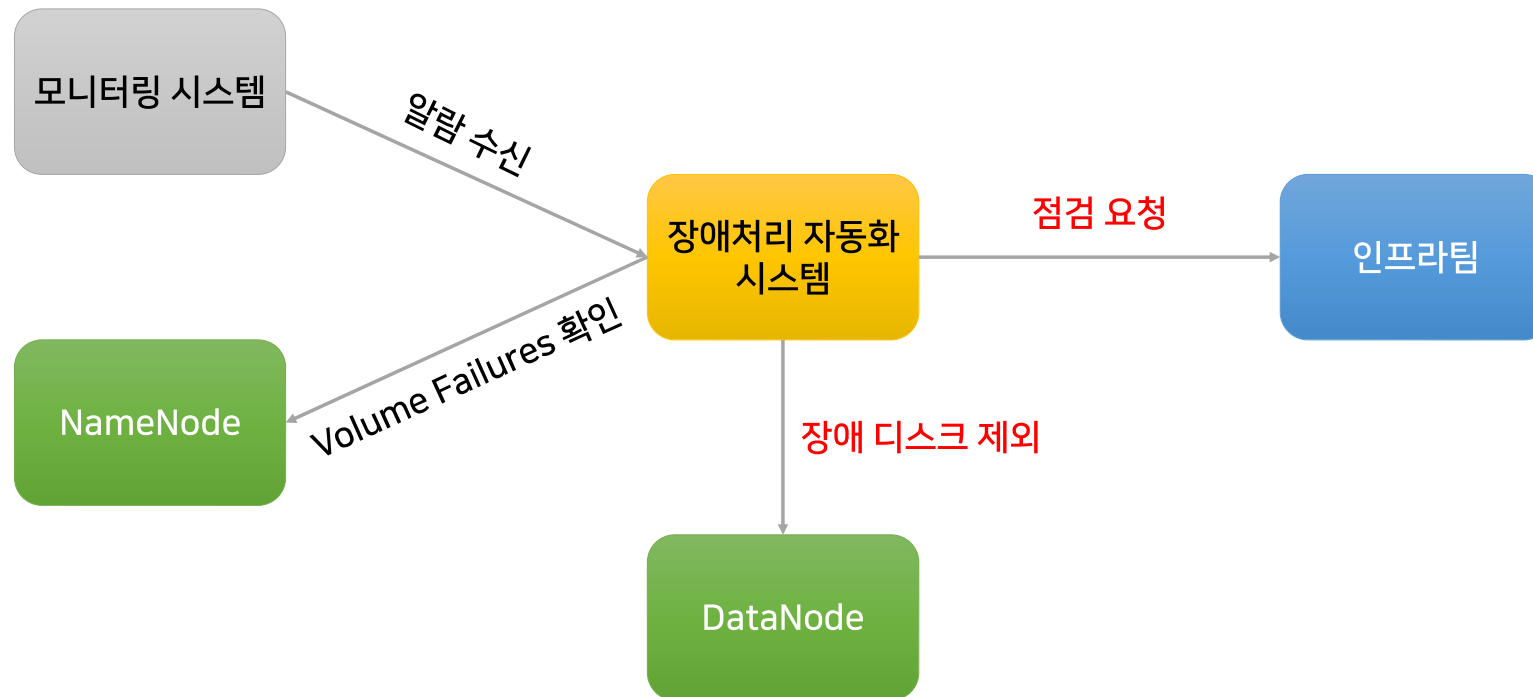 모니터링 시스템
알람 수신
장애처리 자동화
시스템
점검 요청
인프라팀
NameNode
Volume Failures 확인
장애 디스크 제외
DataNode